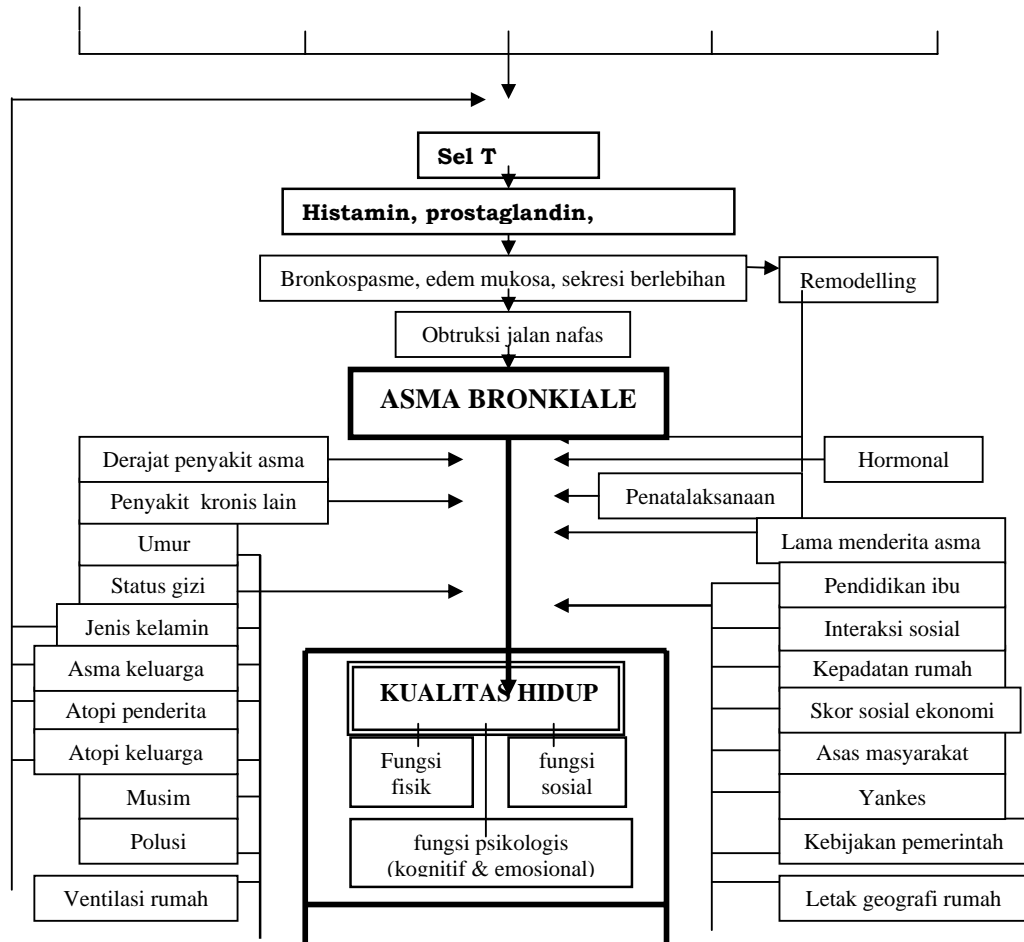 Sel T
Histamin, prostaglandin,
Bronkospasme, edem mukosa, sekresi berlebihan
Remodelling
Obtruksi jalan nafas
ASMA BRONKIALE
Derajat penyakit asma
Hormonal
Penyakit kronis lain
Penatalaksanaan
Umur
Lama menderita asma
Status gizi
Pendidikan ibu
Jenis kelamin
Interaksi sosial
Asma keluarga
Kepadatan rumah
KUALITAS HIDUP
Atopi penderita
Skor sosial ekonomi
Atopi keluarga
Fungsi
fisik
fungsi
sosial
Asas masyarakat
Musim
Yankes
Polusi
fungsi psikologis
(kognitif & emosional)
Kebijakan pemerintah
Ventilasi rumah
Letak geografi rumah